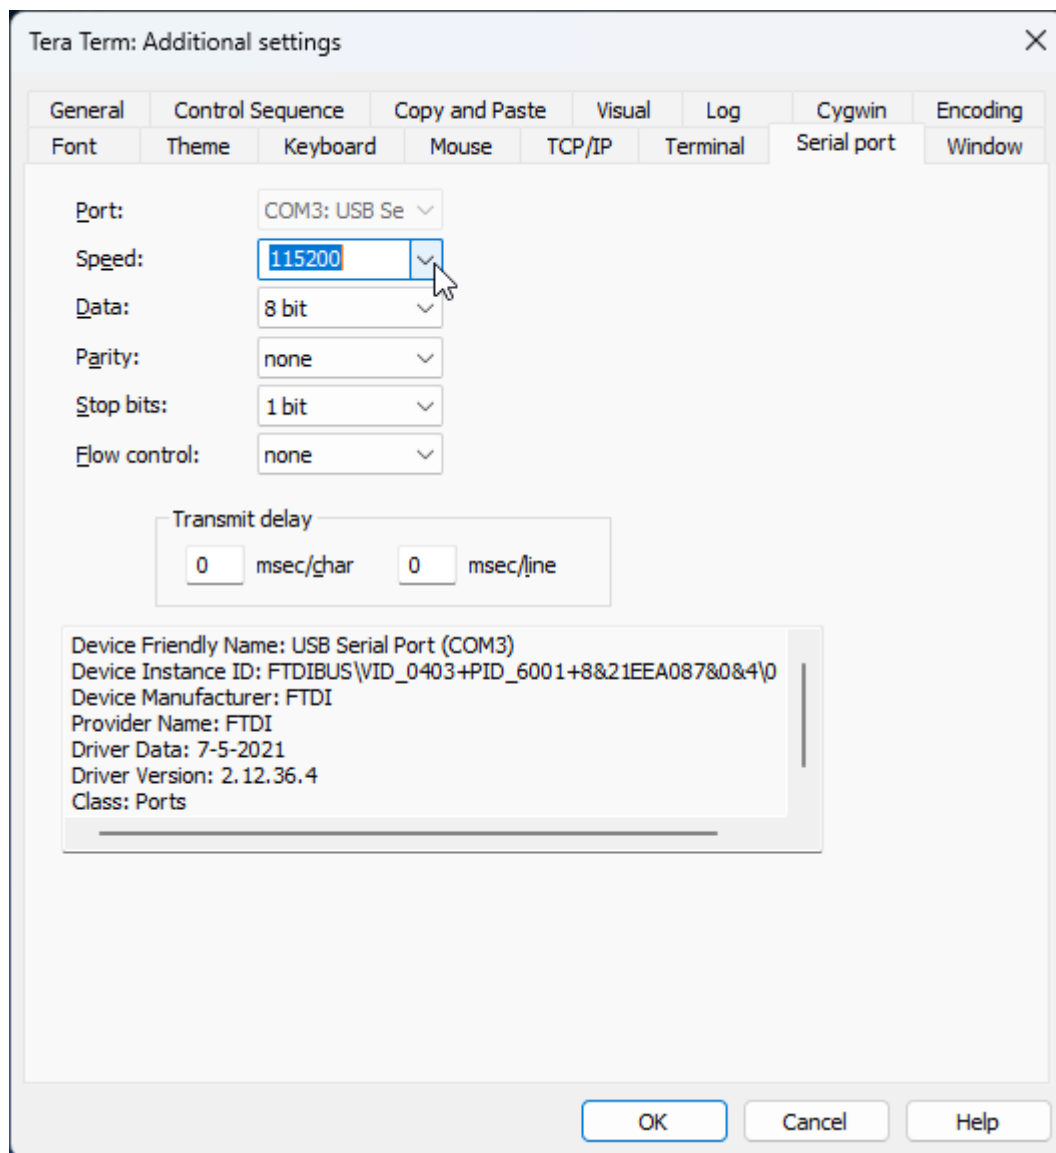 Tera Term: Additional settings
General Control Sequence Copy and Paste Visual Log Cygwin Encoding
Font Theme Keyboard Mouse TCP/IP Terminal Serial port Window
Port: COM3: USB Se
Speed: 115200
Data: 8 bit
Parity: none
Stop bits: 1 bit
Flow control: none
Transmit delay
0 msec/char 0 msec/line
Device Friendly Name: USB Serial Port (COM3)
Device Instance ID: FTDIBUS\VID_0403+PID_6001+8&21EEA087&0&4\0
Device Manufacturer: FTDI
Provider Name: FTDI
Driver Data: 7-5-2021
Driver Version: 2.12.36.4
Class: Ports
OK Cancel Help